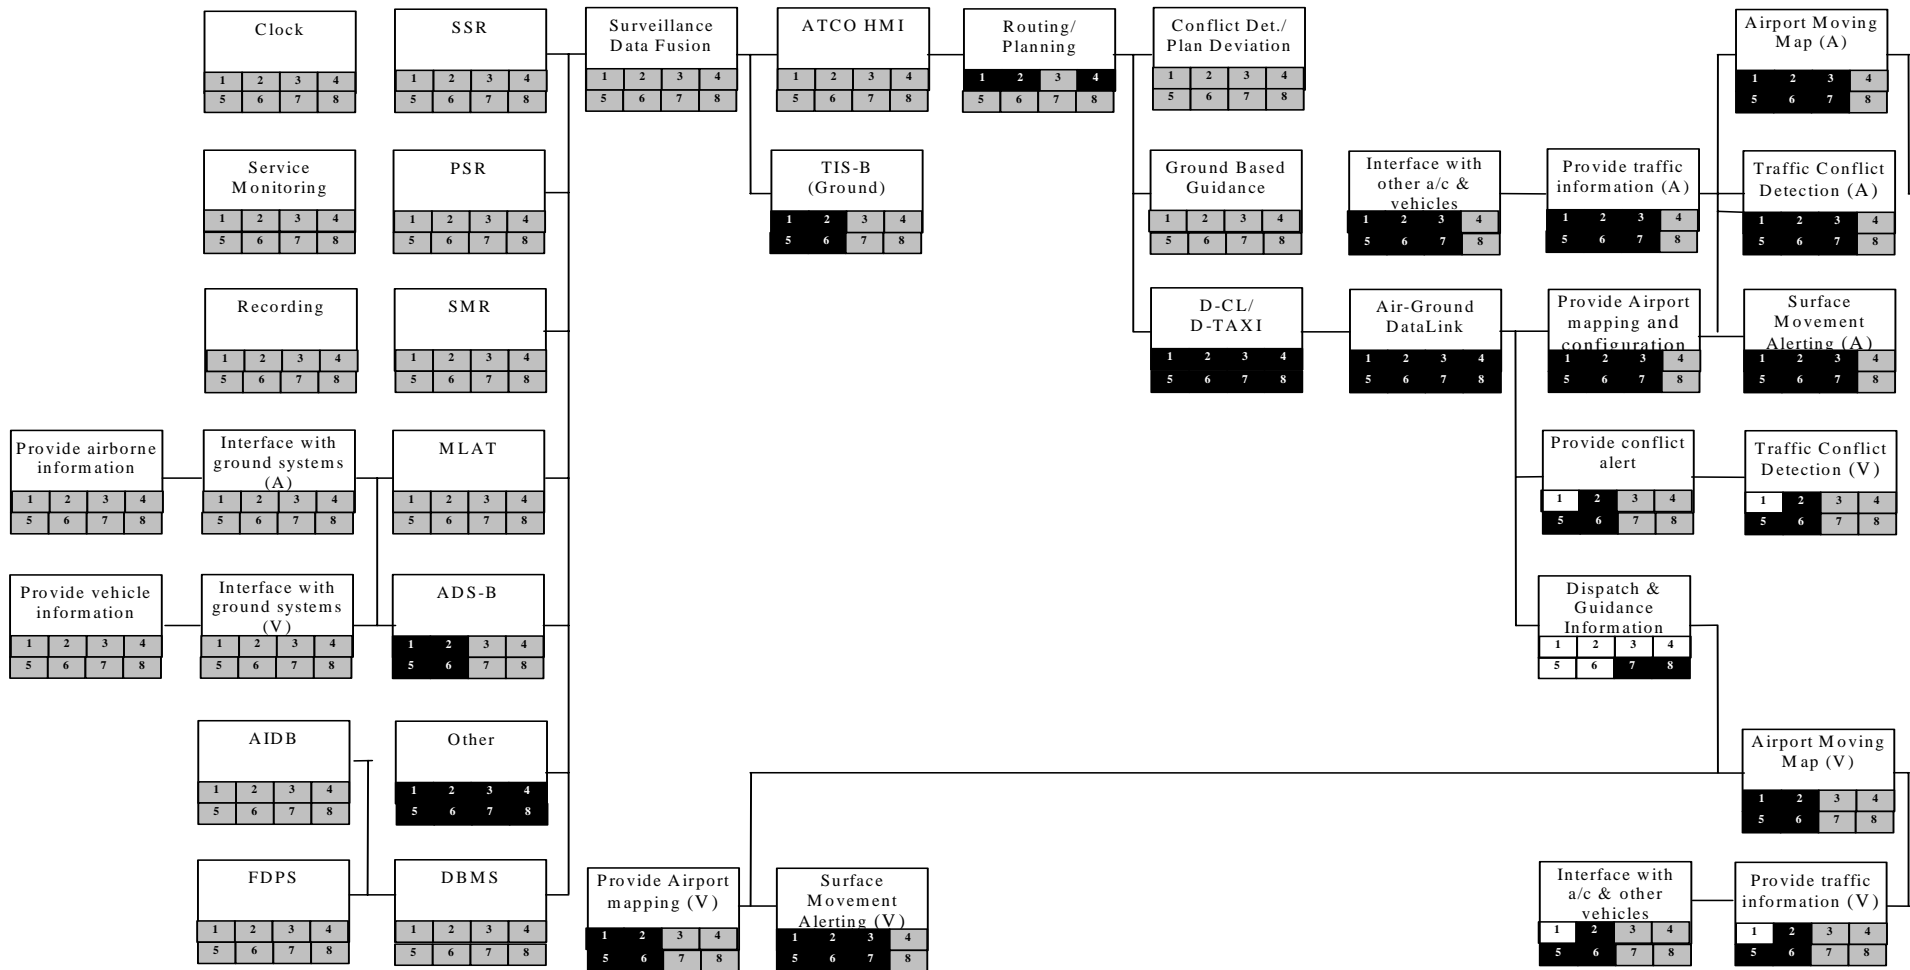 Clock
1 2 3 4
5 6 7 8
SSR
1 2 3 4
5 6 7 8
Surveillance
Data Fusion
1 2 3 4
5 6 7 8
ATCO HMI
1 2 3 4
5 6 7 8
Routing/
Planning
1 2 3 4
5 6 7 8
Conflict Det./
Plan Deviation
1 2 3 4
5 6 7 8
Airport Moving
Map (A)
1 2 3 4
5 6 7 8
Service
Monitoring
1 2 3 4
5 6 7 8
PSR
1 2 3 4
5 6 7 8
TIS-B
(Ground)
1 2 3 4
5 6 7 8
Ground Based
Guidance
1 2 3 4
5 6 7 8
Interface with
other a/c &
vehicles
1 2 3 4
5 6 7 8
Provide traffic
information (A)
1 2 3 4
5 6 7 8
Traffic Conflict
Detection (A)
1 2 3 4
5 6 7 8
Recording
1 2 3 4
5 6 7 8
SMR
1 2 3 4
5 6 7 8
D-CL/
D-TAXI
1 2 3 4
5 6 7 8
Air-Ground
DataLink
1 2 3 4
5 6 7 8
Provide Airport
mapping and
configuration
1 2 3 4
5 6 7 8
Surface
Movement
Alerting (A)
1 2 3 4
5 6 7 8
Provide airborne
information
1 2 3 4
5 6 7 8
Interface with
ground systems
(A)
1 2 3 4
5 6 7 8
MLAT
1 2 3 4
5 6 7 8
Provide conflict
alert
1 2 3 4
5 6 7 8
Traffic Conflict
Detection (V)
1 2 3 4
5 6 7 8
Provide vehicle
information
1 2 3 4
5 6 7 8
Interface with
ground systems
(V)
1 2 3 4
5 6 7 8
ADS-B
1 2 3 4
5 6 7 8
Dispatch &
Guidance
Information
1 2 3 4
5 6 7 8
AIDB
1 2 3 4
5 6 7 8
Other
1 2 3 4
5 6 7 8
Airport Moving
Map (V)
1 2 3 4
5 6 7 8
FDPS
1 2 3 4
5 6 7 8
DBMS
1 2 3 4
5 6 7 8
Provide Airport
mapping (V)
1 2 3 4
5 6 7 8
Surface
Movement
Alerting (V)
1 2 3 4
5 6 7 8
Interface with
a/c & other
vehicles
1 2 3 4
5 6 7 8
Provide traffic
information (V)
1 2 3 4
5 6 7 8